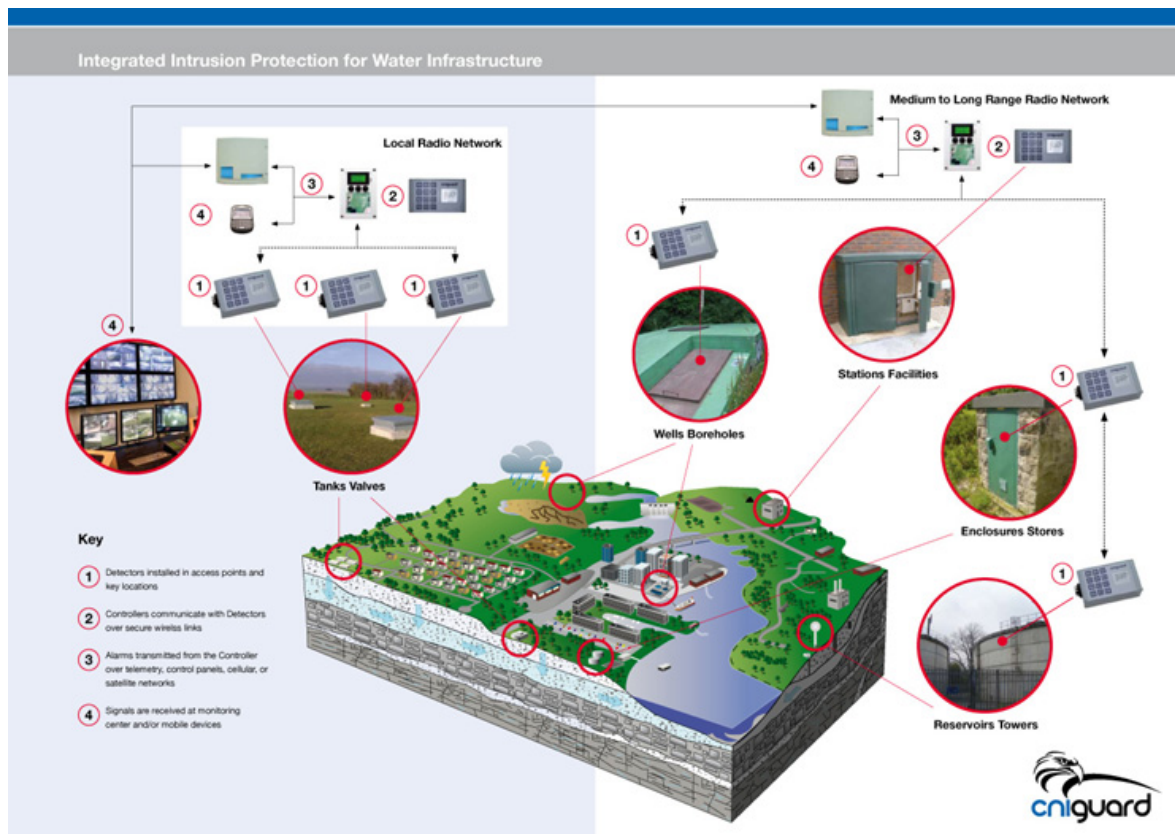 Integrated Intrusion Protection for Water Infrastructure
Medium to Long Range Radio Network
Local Radio Network
3
2
4
3
2
4
1
1
1
1
4
Stations Facilities
1
Wells Boreholes
Tanks Valves
Enclosures Stores
Key
1 Detectors installed in access points and
key locations
2 Controllers communicate with Detectors
over secure wirelss links
3 Alarms transmitted from the Controller
over telemetry, control panels, cellular, or
satellite networks
4 Signals are received at monitoring
center and/or mobile devices
1
Reservoirs Towers
cniguard